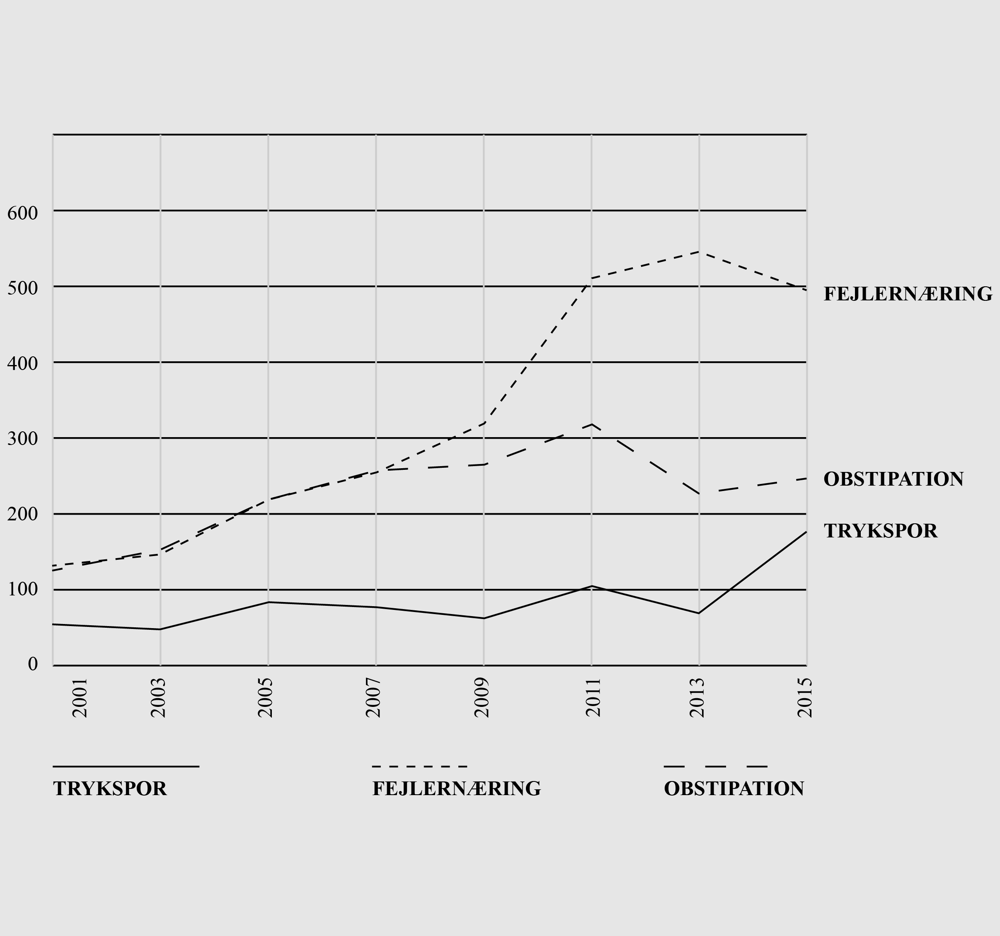 600
500
FEJLERNÆRING
400
300
OBSTIPATION
200
TRYKSPOR
100
0
2001
2003
2005
2007
2009
2011
2013
2015
TRYKSPOR
FEJLERNÆRING
OBSTIPATION